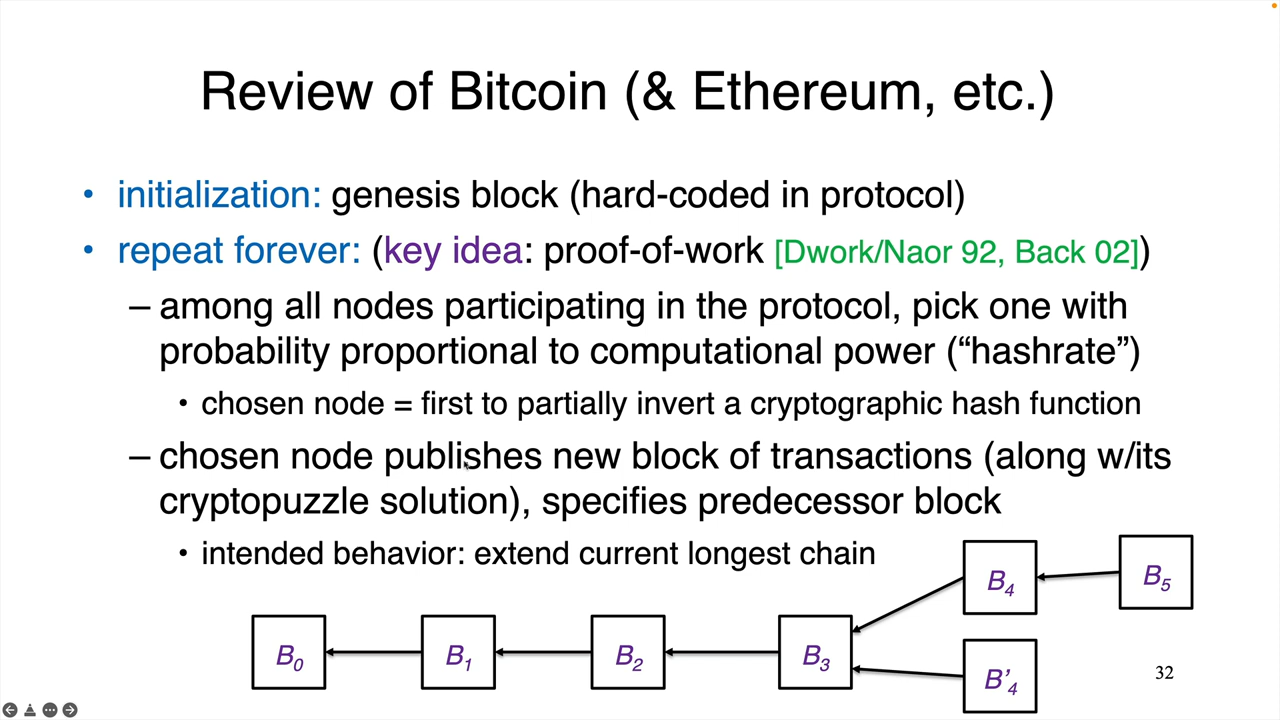 Review of Bitcoin (& Ethereum, etc.)
• initialization: genesis block (hard-coded in protocol)
• repeat forever: (key idea: proof-of-work [Dwork/Naor 92, Back 02])
– among all nodes participating in the protocol, pick one with
probability proportional to computational power (“hashrate”)
• chosen node = first to partially invert a cryptographic hash function
– chosen node publishes new block of transactions (along w/its
cryptopuzzle solution), specifies predecessor block
• intended behavior: extend current longest chain
B4
B5
B0
B1
B2
B3
B’4
32